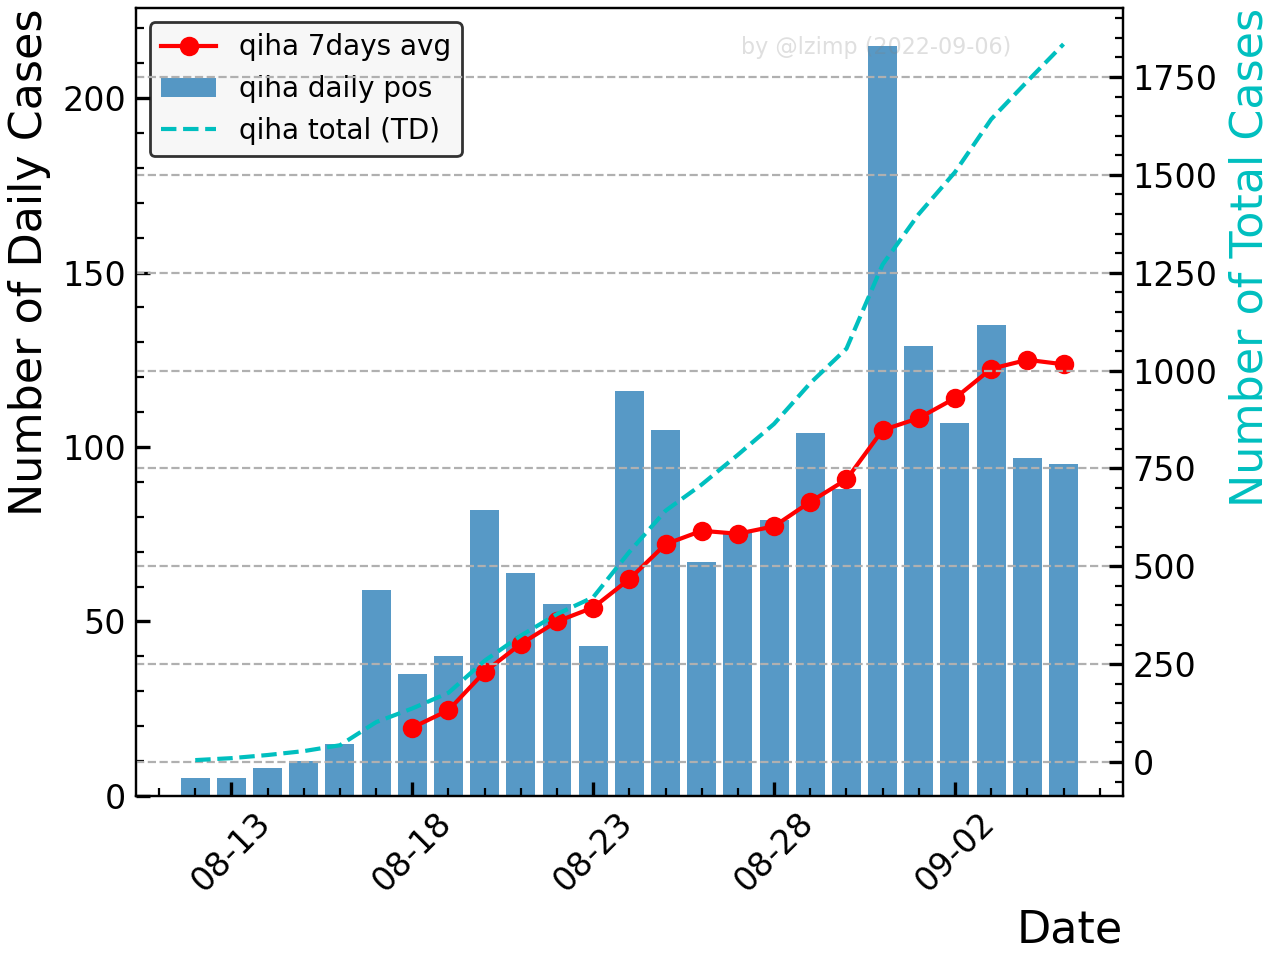 by @lzimp (2022-09-06)
qiha 7days avg
qiha daily pos
qiha total (TD)
Number of Daily Cases
200
150
100
50
0
Number of Total Cases
1750
1500
1250
1000
750
500
250
0
08-13
08-18
08-23
08-28
09-02
Date